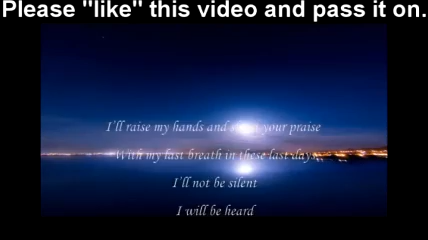 Please "like" this video and pass it on.
I'll raise my hands and your praise
With my last breath in these last days
I'll not be silent
I will be heard